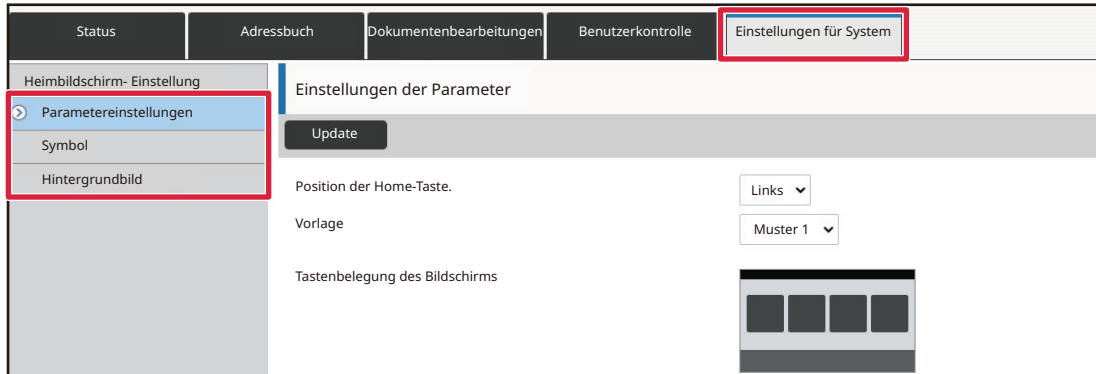 Status
Adressbuch
Dokumentenbearbeitungen
Benutzerkontrolle
Einstellungen für System
Heimbildschirm- Einstellung
Parametereinstellungen
Symbol
Hintergrundbild
Einstellungen der Parameter
Update
Position der Home-Taste.
Links
Vorlage
Muster 1
Tastenbelegung des Bildschirms